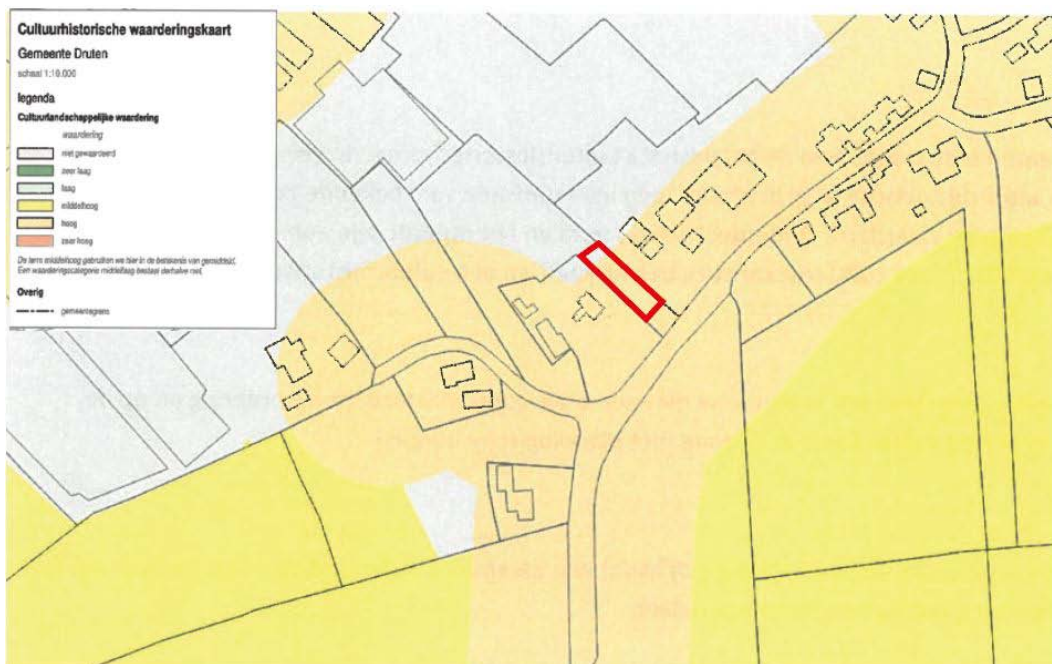 Cultuurhistorische waarderingskaart
Gemeente Druten
schaal 1:10.000
legenda
Cultuurlandschappelijke waardering
waardering
niet gewaardeerd
zeer laag
laag
middelhoog
hoog
zeer hoog
De term middelhoog gebruiken we hier in de betekenis van gemiddeld.
Een waarderingscategorie middellaag bestaat derhalve niet.
Overig
gemeentegrens